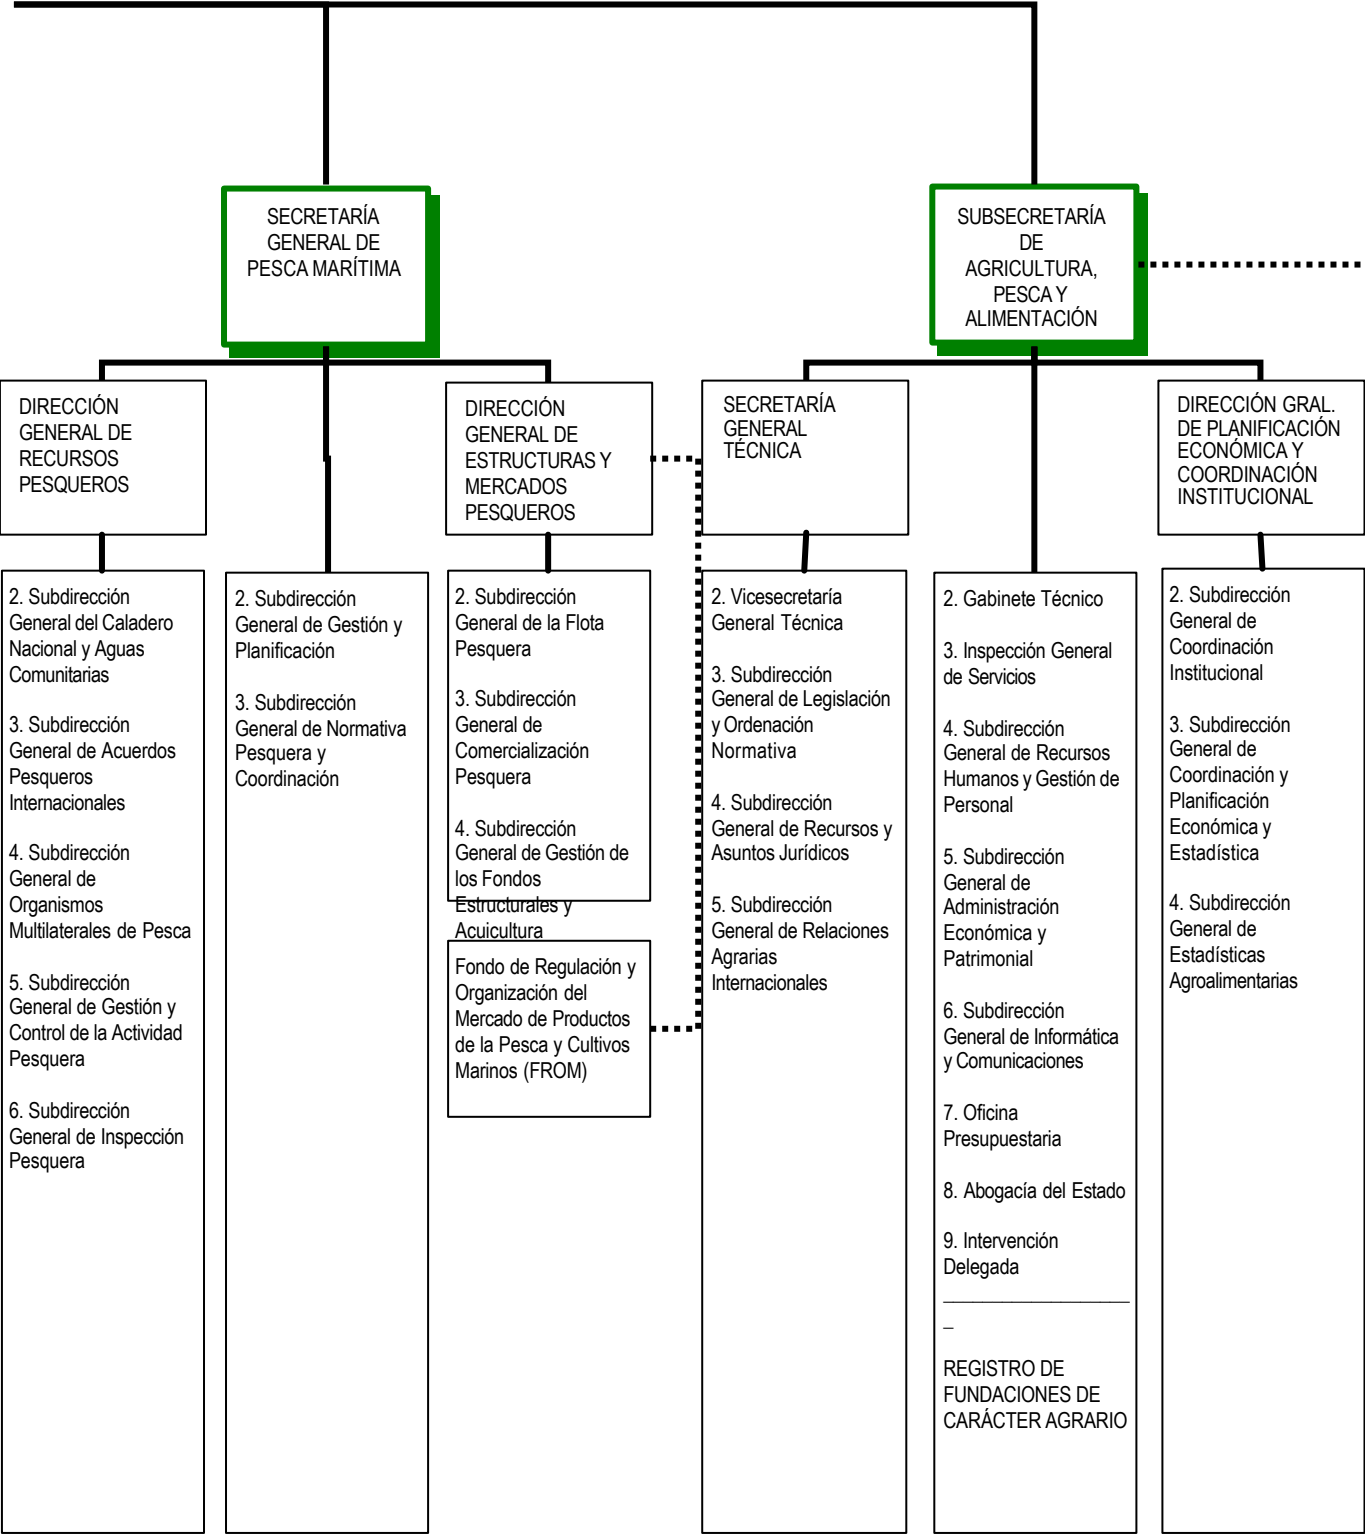 SECRETARÍA
GENERAL DE
PESCA MARÍTIMA
SUBSECRETARÍA
DE
AGRICULTURA,
PESCA Y
ALIMENTACIÓN
DIRECCIÓN
GENERAL DE
RECURSOS
PESQUEROS
DIRECCIÓN
GENERAL DE
ESTRUCTURAS Y
MERCADOS
PESQUEROS
SECRETARÍA
GENERAL
TÉCNICA
DIRECCIÓN GRAL.
DE PLANIFICACIÓN
ECONÓMICA Y
COORDINACIÓN
INSTITUCIONAL
2. Subdirección
General del Caladero
Nacional y Aguas
Comunitarias
3. Subdirección
General de Acuerdos
Pesqueros
Internacionales
4. Subdirección
General de
Organismos
Multilaterales de Pesca
5. Subdirección
General de Gestión y
Control de la Actividad
Pesquera
6. Subdirección
General de Inspección
Pesquera
2. Subdirección
General de Gestión y
Planificación
3. Subdirección
General de Normativa
Pesquera y
Coordinación
2. Subdirección
General de la Flota
Pesquera
3. Subdirección
General de
Comercialización
Pesquera
4. Subdirección
General de Gestión de
los Fondos
Estructurales y
Acuicultura
Fondo de Regulación y
Organización del
Mercado de Productos
de la Pesca y Cultivos
Marinos (FROM)
2. Vicesecretaría
General Técnica
3. Subdirección
General de Legislación
y Ordenación
Normativa
4. Subdirección
General de Recursos y
Asuntos Jurídicos
5. Subdirección
General de Relaciones
Agrarias
Internacionales
2. Gabinete Técnico
3. Inspección General
de Servicios
4. Subdirección
General de Recursos
Humanos y Gestión de
Personal
5. Subdirección
General de
Administración
Económica y
Patrimonial
6. Subdirección
General de Informática
y Comunicaciones
7. Oficina
Presupuestaria
8. Abogacía del Estado
9. Intervención
Delegada
REGISTRO DE
FUNDACIONES DE
CARÁCTER AGRARIO
2. Subdirección
General de
Coordinación
Institucional
3. Subdirección
General de
Coordinación y
Planificación
Económica y
Estadística
4. Subdirección
General de
Estadísticas
Agroalimentarias